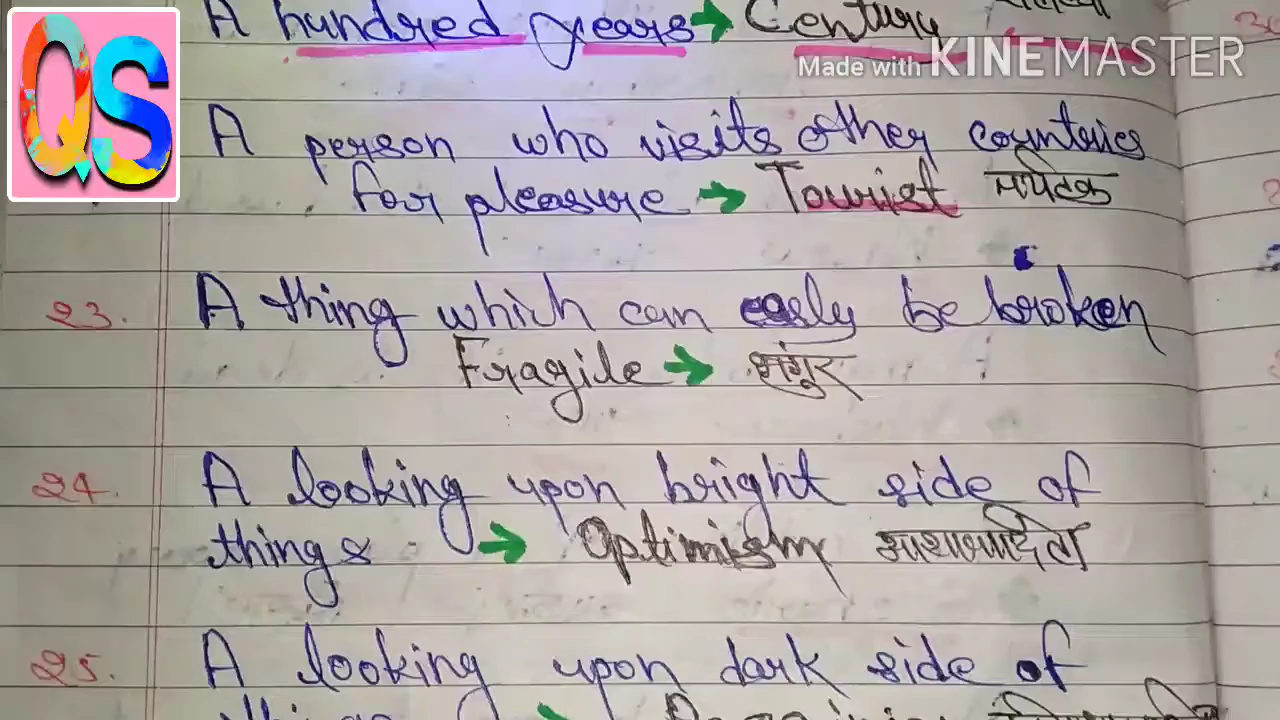 QS
A hundred years → Century
Made with KINEMASTER
A person who visits other countries
for pleasure → Tourist पर्यटक
23. A thing which can easly be broken
Fragile → भंगुर
24. A looking upon bright side of
things → Optimism आशावादिता
25. A looking upon dark side of
things →